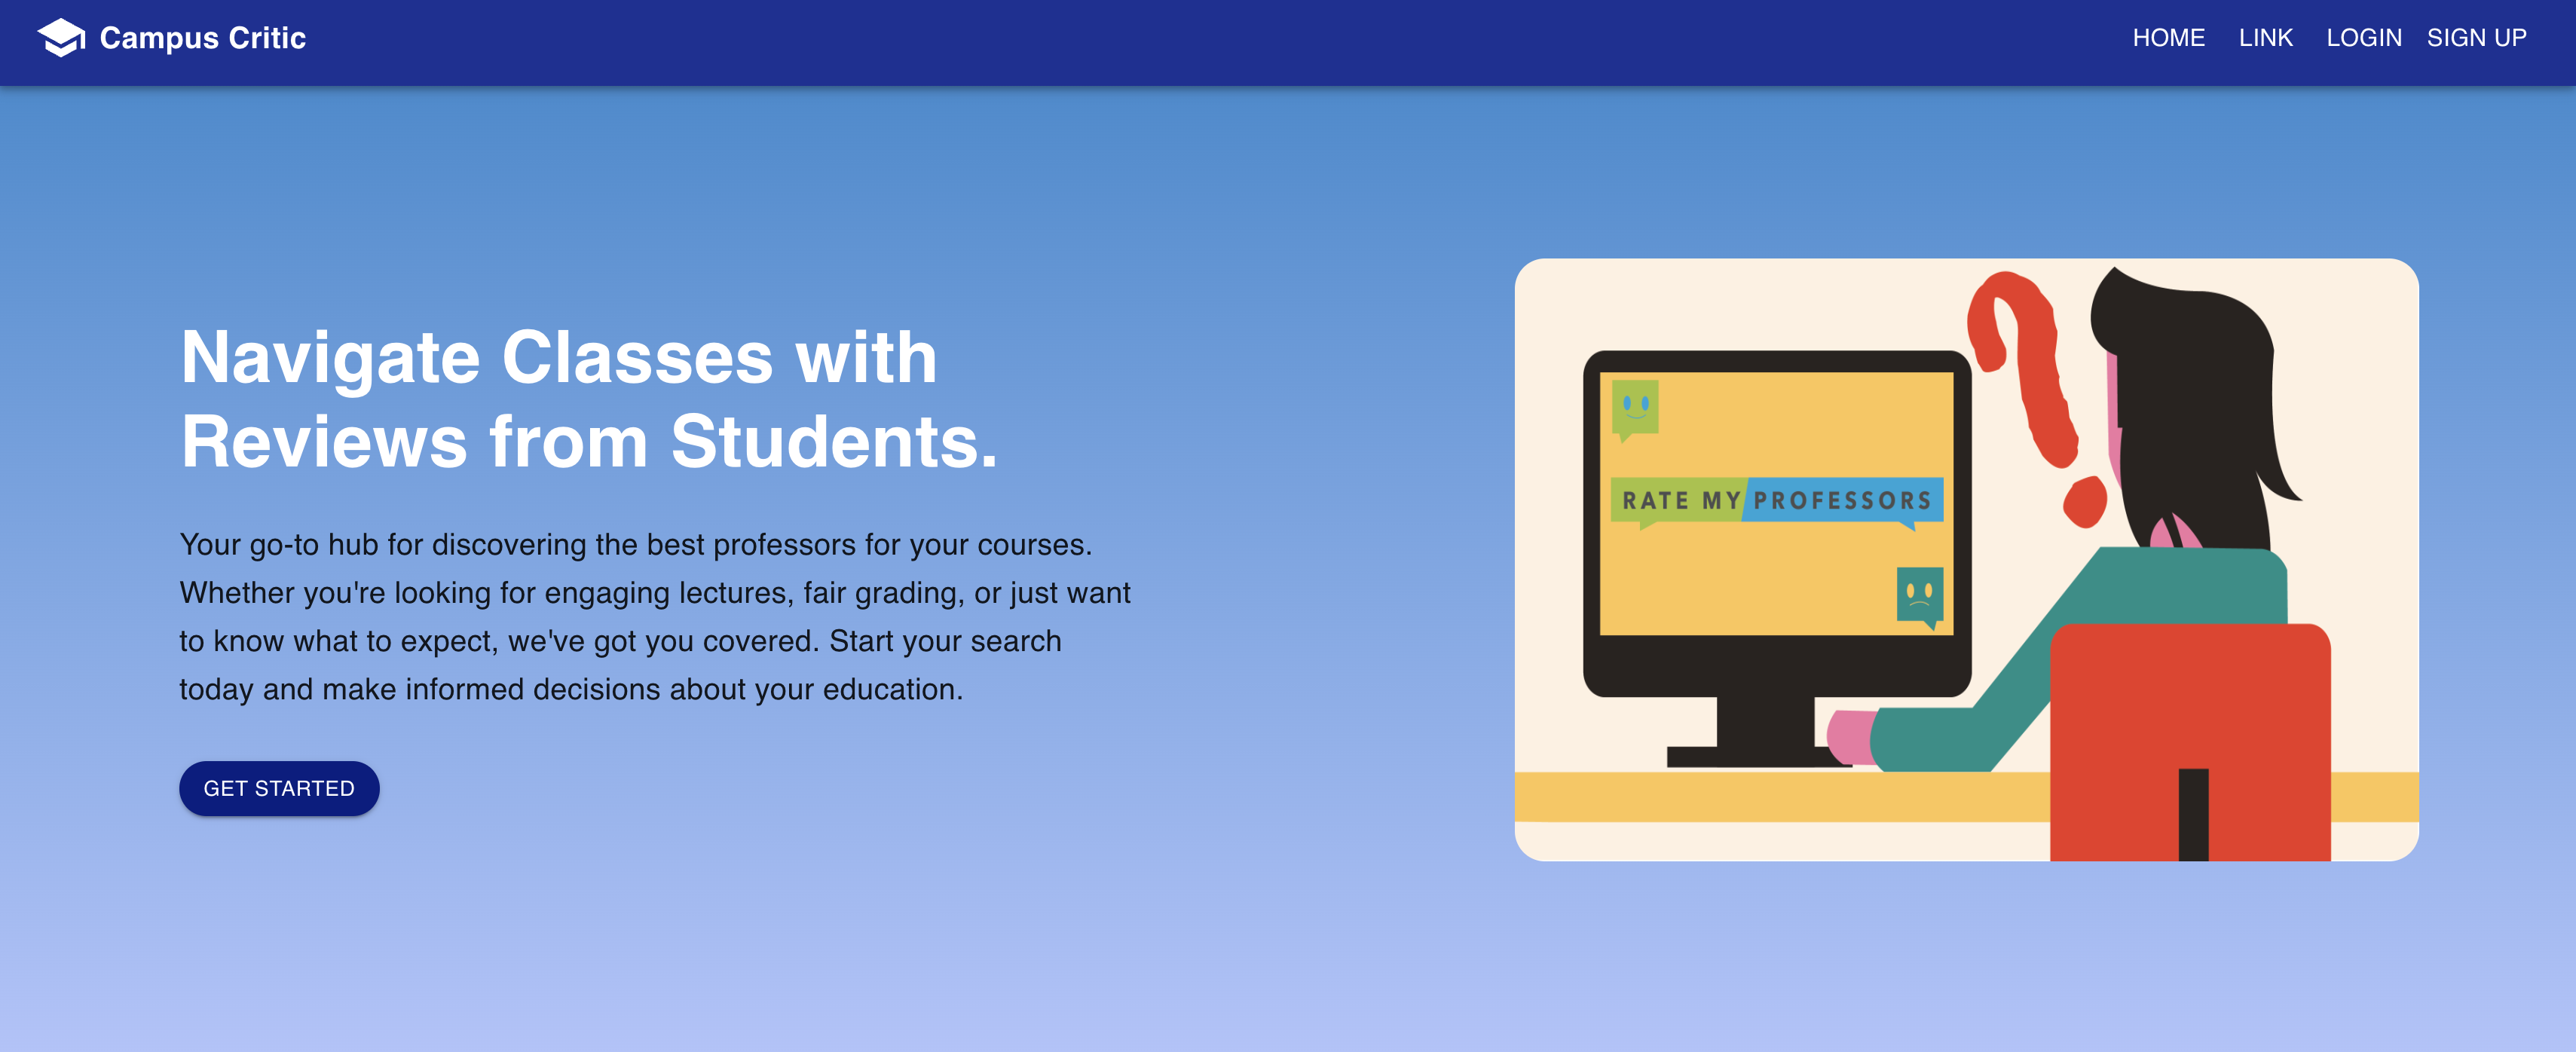 Campus Critic
HOME LINK LOGIN SIGN UP
Navigate Classes with
Reviews from Students.
Your go-to hub for discovering the best professors for your courses.
Whether you're looking for engaging lectures, fair grading, or just want
to know what to expect, we've got you covered. Start your search
today and make informed decisions about your education.
GET STARTED
RATE MY PROFESSORS